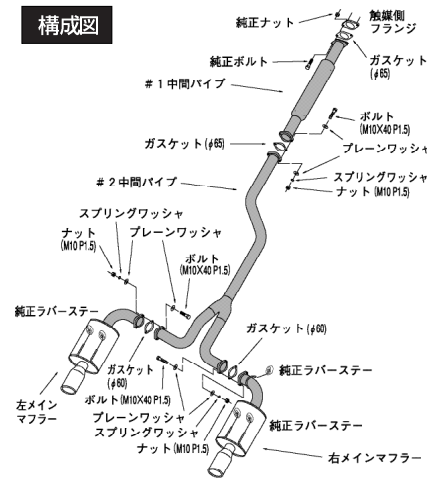 構成図
純正ナット
触媒側
フランジ
純正ボルト
ガスケット
(φ65)
＃１中間パイプ
ボルト
(M10X40 P1.5)
ガスケット(φ65)
プレーンワッシャ
＃２中間パイプ
スプリングワッシャ
ナット(M10 P1.5)
スプリングワッシャ
ナット
(M10 P1.5)
プレーンワッシャ
ボルト
(M10X40 P1.5)
純正ラバーステー
ガスケット(φ60)
ガスケット
(φ60)
純正ラバーステー
ボルト(M10X40 P1.5)
左メイン
マフラー
プレーンワッシャ
スプリングワッシャ
ナット(M10 P1.5)
純正ラバーステー
右メインマフラー